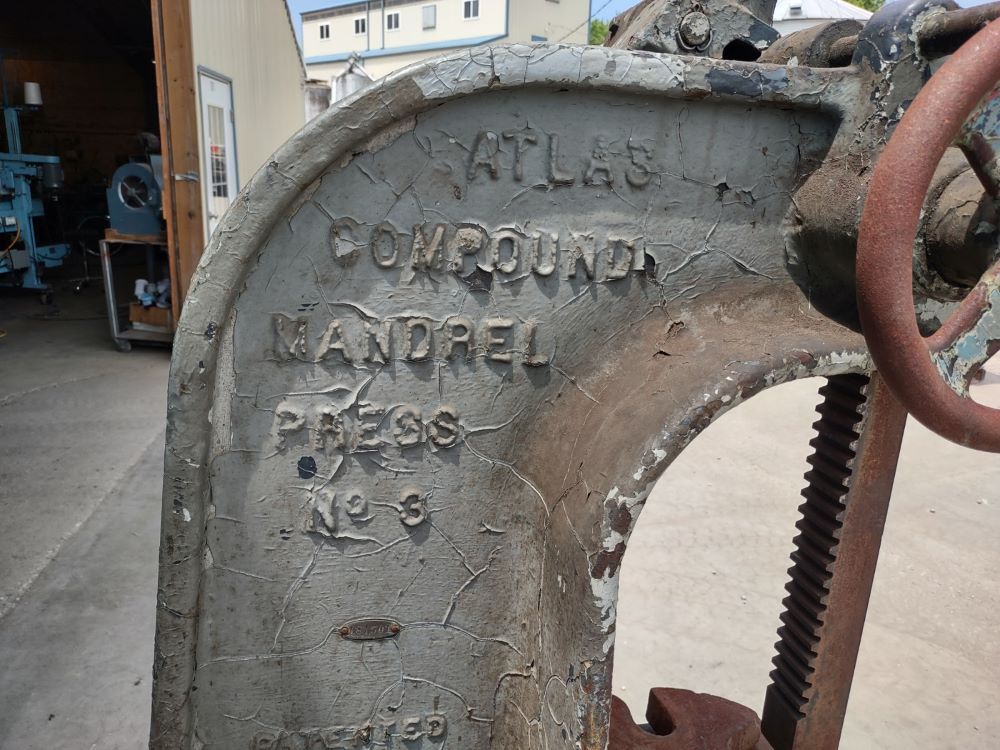 ATLAS
COMPOUND
MANDREL
PRESS
Nº 3
PATENTED